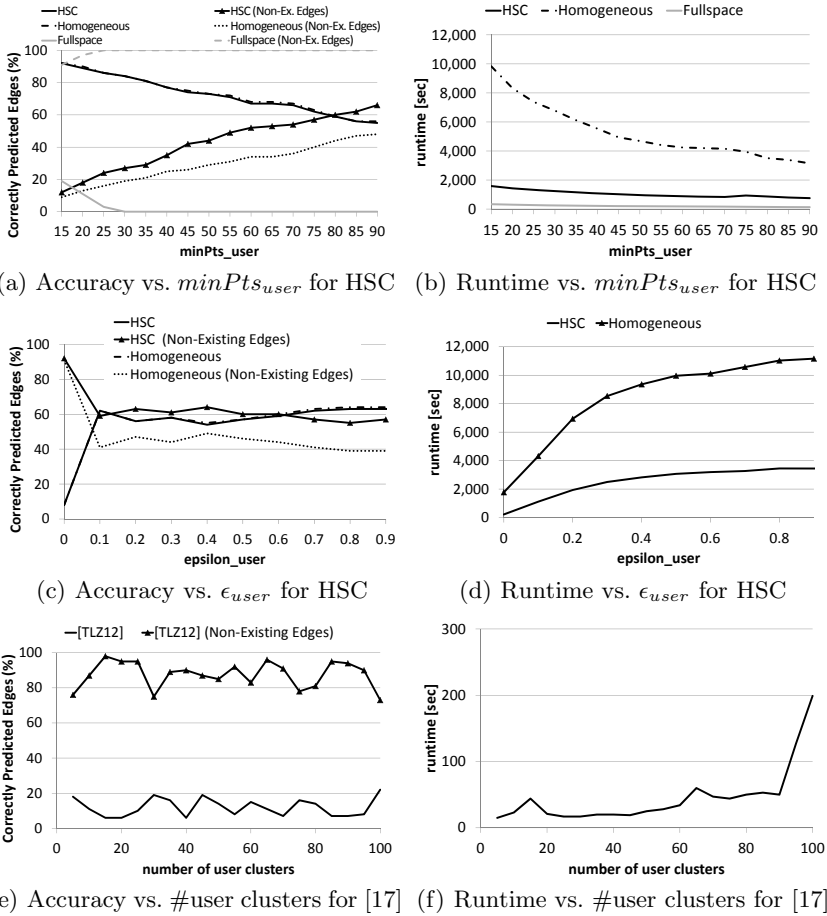 HSC HSC (Non-Ex. Edges)
Homogeneous Homogeneous (Non-Ex. Edges)
Fullspace Fullspace (Non-Ex. Edges)
Correctly Predicted Edges (%)
100
80
60
40
20
0
15 20 25 30 35 40 45 50 55 60 65 70 75 80 85 90
minPts_user
a) Accuracy vs. minPts_user for HSC
HSC Homogeneous Fullspace
runtime [sec]
12,000
10,000
8,000
6,000
4,000
2,000
0
15 20 25 30 35 40 45 50 55 60 65 70 75 80 85 90
minPts_user
(b) Runtime vs. minPts_user for HSC
HSC
HSC (Non-Existing Edges)
Homogeneous
Homogeneous (Non-Existing Edges)
Correctly Predicted Edges (%)
100
80
60
40
20
0
0 0.1 0.2 0.3 0.4 0.5 0.6 0.7 0.8 0.9
epsilon_user
(c) Accuracy vs. ϵ_user for HSC
HSC Homogeneous
runtime [sec]
12,000
10,000
8,000
6,000
4,000
2,000
0
0 0.2 0.4 0.6 0.8
epsilon_user
(d) Runtime vs. ϵ_user for HSC
[TLZ12] [TLZ12] (Non-Existing Edges)
Correctly Predicted Edges (%)
100
80
60
40
20
0
0 20 40 60 80 100
number of user clusters
e) Accuracy vs. #user clusters for [17]
runtime [sec]
300
200
100
0
0 20 40 60 80 100
number of user clusters
(f) Runtime vs. #user clusters for [17]